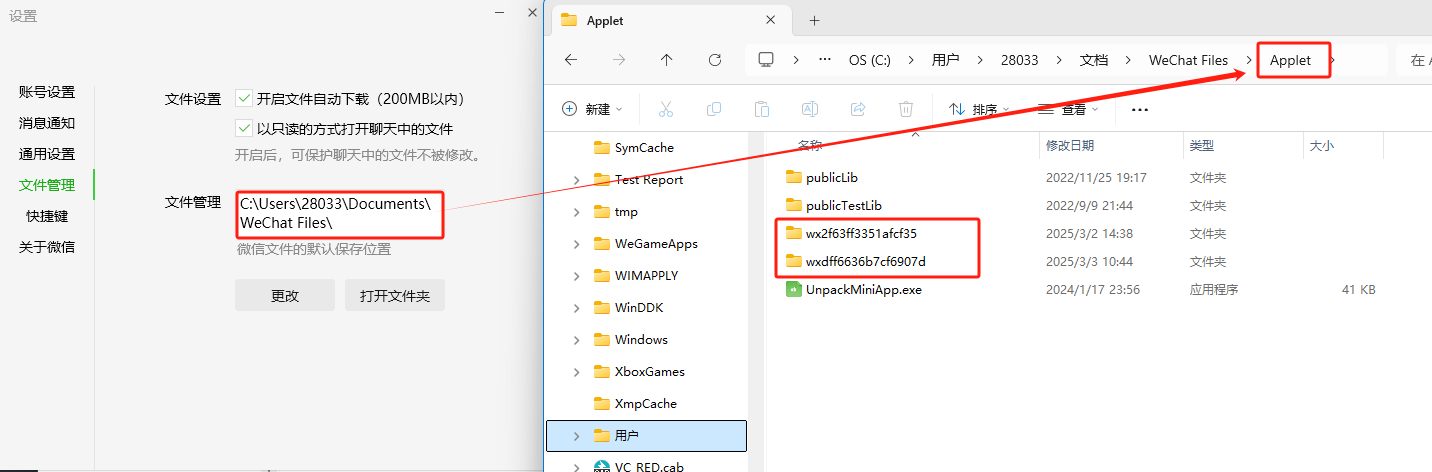 设置
账号设置
消息通知
通用设置
文件管理
快捷键
关于微信
文件设置
开启文件自动下载（200MB以内）
以只读的方式打开聊天中的文件
开启后，可保护聊天中的文件不被修改。
文件管理
C:\Users\28033\Documents\
WeChat Files\
微信文件的默认保存位置
更改
打开文件夹
Applet
OS (C:) 用户 28033 文档 WeChat Files Applet 在
新建 排序 查看
SymCache
Test Report
tmp
WeGameApps
WIMAPPLY
WinDDK
Windows
XboxGames
XmpCache
用户
VC_RED.cab
名称 修改日期 类型 大小
publicLib 2022/11/25 19:17 文件夹
publicTestLib 2022/9/9 21:44 文件夹
wx2f63ff3351afcf35 2025/3/2 14:38 文件夹
wxdff6636b7cf6907d 2025/3/3 10:44 文件夹
UnpackMiniApp.exe 2024/1/17 23:56 应用程序 41 KB